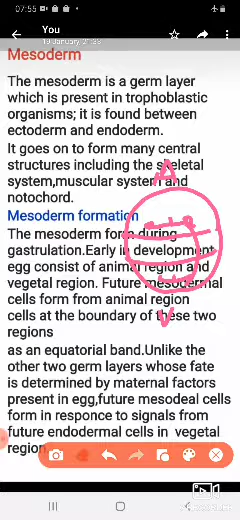 07:55
You
19 January, 21:23
Mesoderm
The mesoderm is a germ layer
which is present in trophoblastic
organisms; it is found between
ectoderm and endoderm.
It goes on to form many central
structures including the skeletal
system,muscular system and
notochord.
Mesoderm formation
The mesoderm form during
gastrulation.Early in development,
egg consist of animal region and
vegetal region. Future mesodermal
cells form from animal region
cells at the boundary of these two
regions
as an equatorial band.Unlike the
other two germ layers whose fate
is determined by maternal factors
present in egg,future mesodeal cells
form in responce to signals from
future endodermal cells in vegetal
region.
A
V